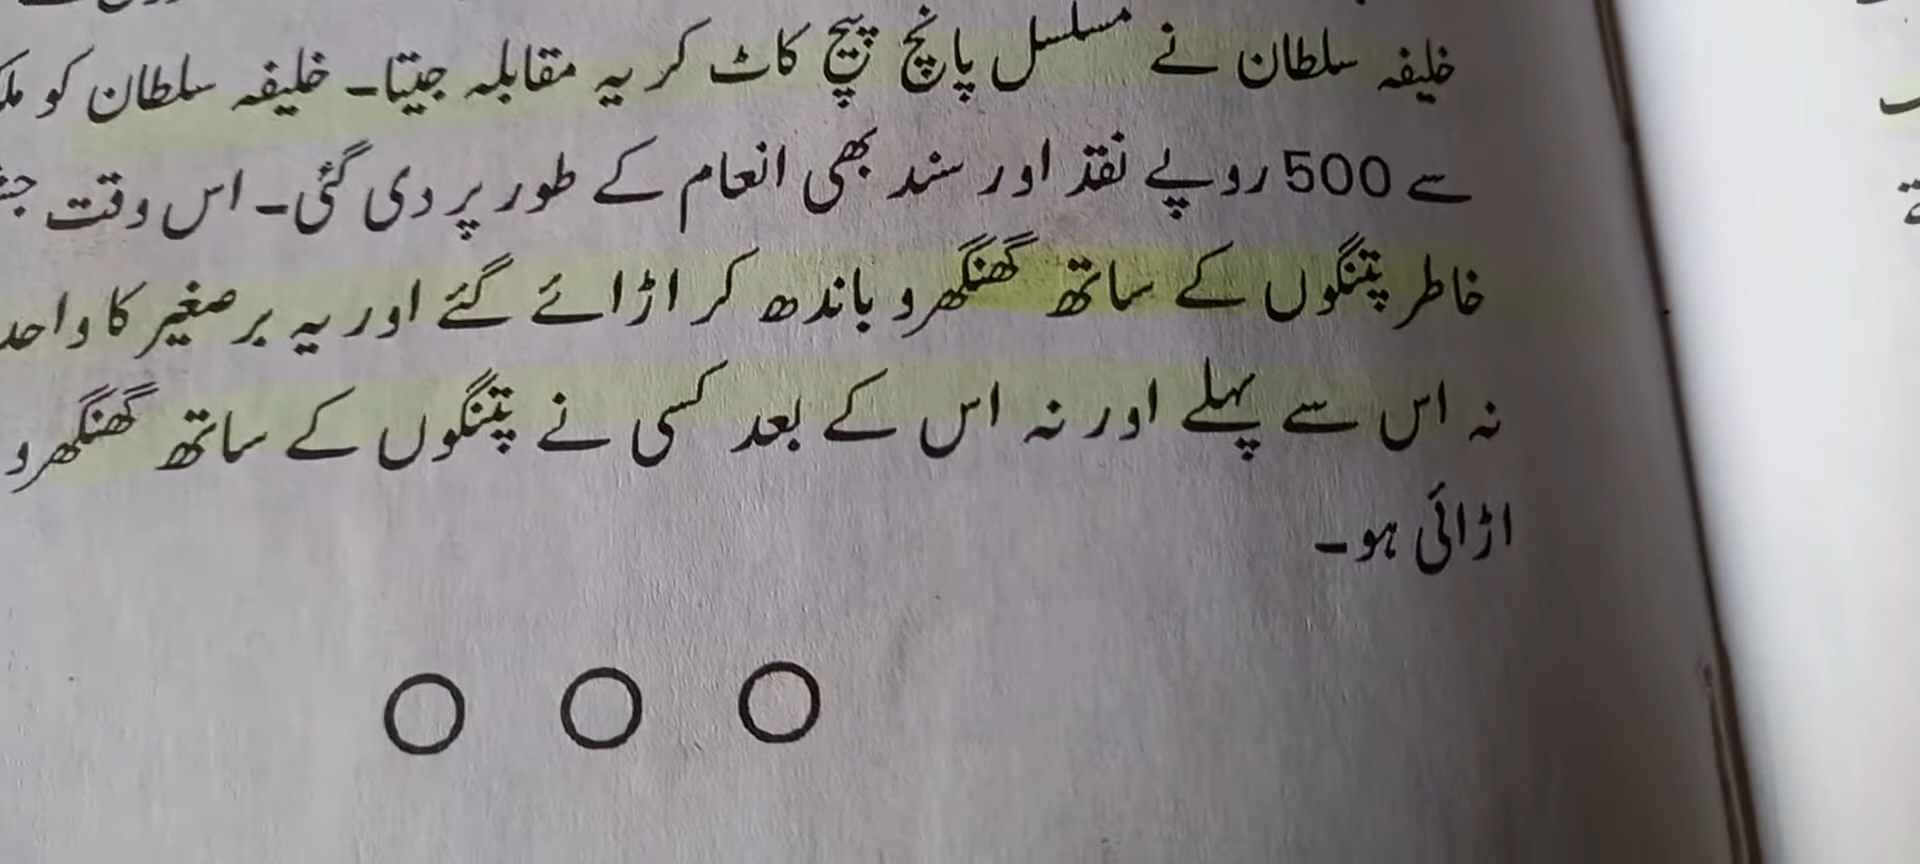 خلیفہ سلطان نے مسلسل پانچ پیچ کاٹ کر یہ مقابلہ جیتا۔ خلیفہ سلطان کو
سے 500 روپے نقد اور سند بھی انعام کے طور پر دی گئی۔ اس وقت
خاطر پتنگوں کے ساتھ گھنگھرو باندھ کر اڑائے گئے اور یہ برصغیر کا واحد
نہ اس سے پہلے اور نہ اس کے بعد کسی نے پتنگوں کے ساتھ گھنگھرو
اڑائی ہو۔